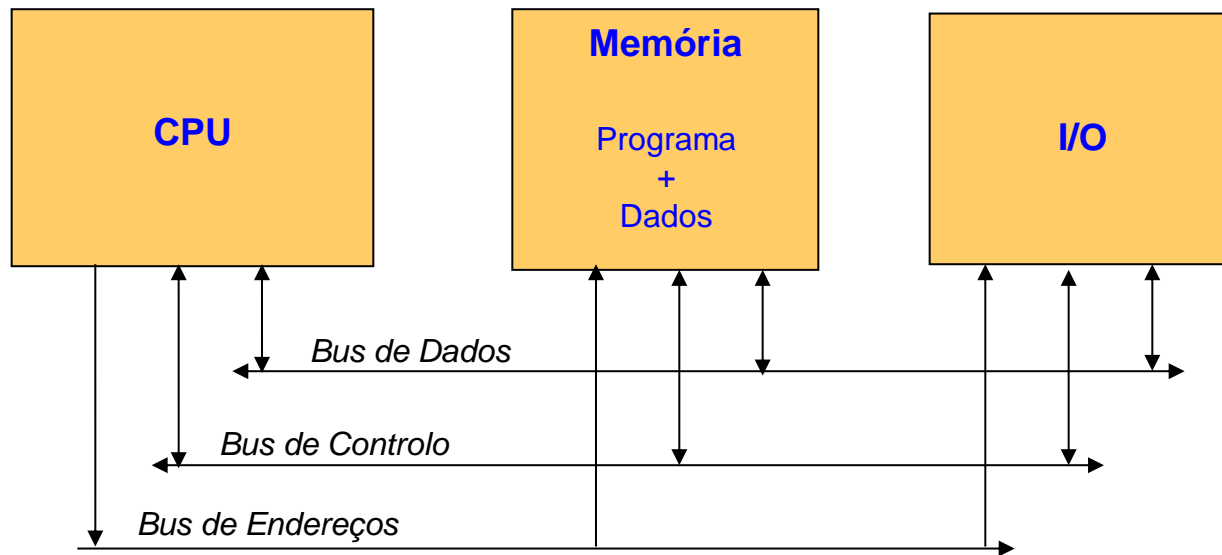 CPU
Memória
Programa
+
Dados
I/O
Bus de Dados
Bus de Controlo
Bus de Endereços